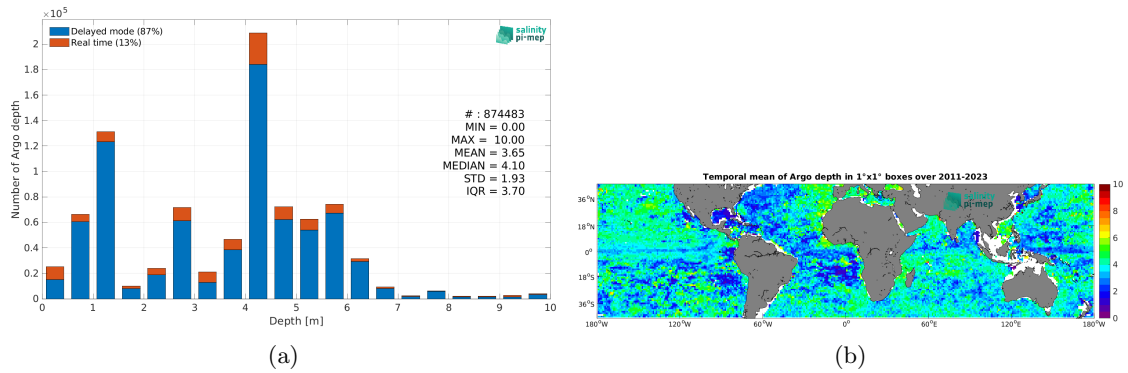 ×10⁵
Delayed mode (87%)
Real time (13%)
salinity
pi-mep
2
1.8
1.6
1.4
1.2
1
0.8
0.6
0.4
0.2
0
Number of Argo depth
# : 874483
MIN = 0.00
MAX = 10.00
MEAN = 3.65
MEDIAN = 4.10
STD = 1.93
IQR = 3.70
0 1 2 3 4 5 6 7 8 9 10
Depth [m]
(a)
Temporal mean of Argo depth in 1°x1° boxes over 2011-2023
salinity
pi-mep
36°N
18°N
0°
18°S
36°S
180°W 120°W 60°W 0° 60°E 120°E 180°W
10
8
6
4
2
0
(b)